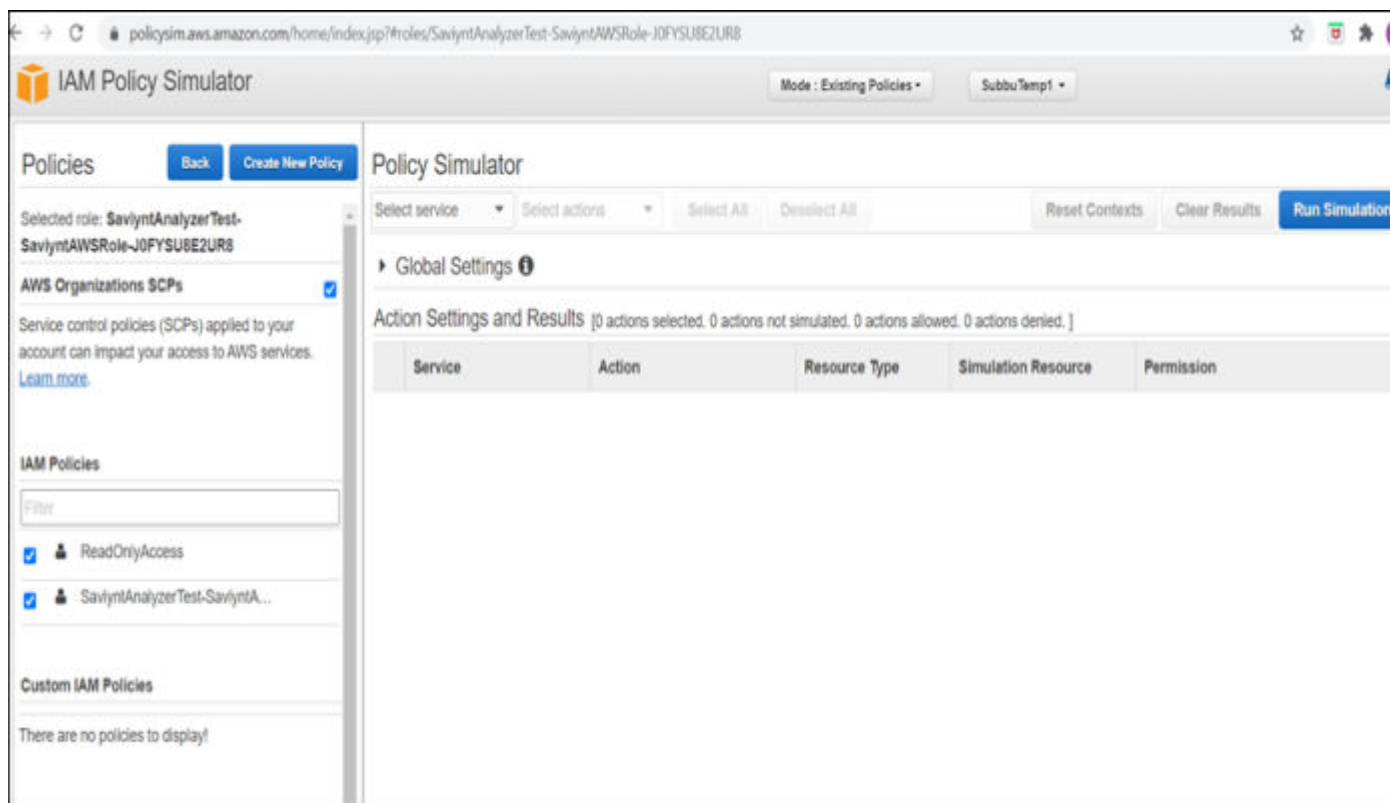 policysim.aws.amazon.com/home/index.jsp?#roles/SaviyntAnalyzerTest-SaviyntAWSRole-J0FYSU8E2UR8
IAM Policy Simulator
Mode : Existing Policies
SubbuTemp1
Policies
Back
Create New Policy
Selected role: SaviyntAnalyzerTest-
SaviyntAWSRole-J0FYSU8E2UR8
AWS Organizations SCPs
Service control policies (SCPs) applied to your
account can impact your access to AWS services.
Learn more.
IAM Policies
Filter
ReadOnlyAccess
SaviyntAnalyzerTest-SaviyntA...
Custom IAM Policies
There are no policies to display!
Policy Simulator
Select service
Select actions
Select All
Deselect All
Reset Contexts
Clear Results
Run Simulation
Global Settings
Action Settings and Results [0 actions selected. 0 actions not simulated. 0 actions allowed. 0 actions denied. ]
Service Action Resource Type Simulation Resource Permission